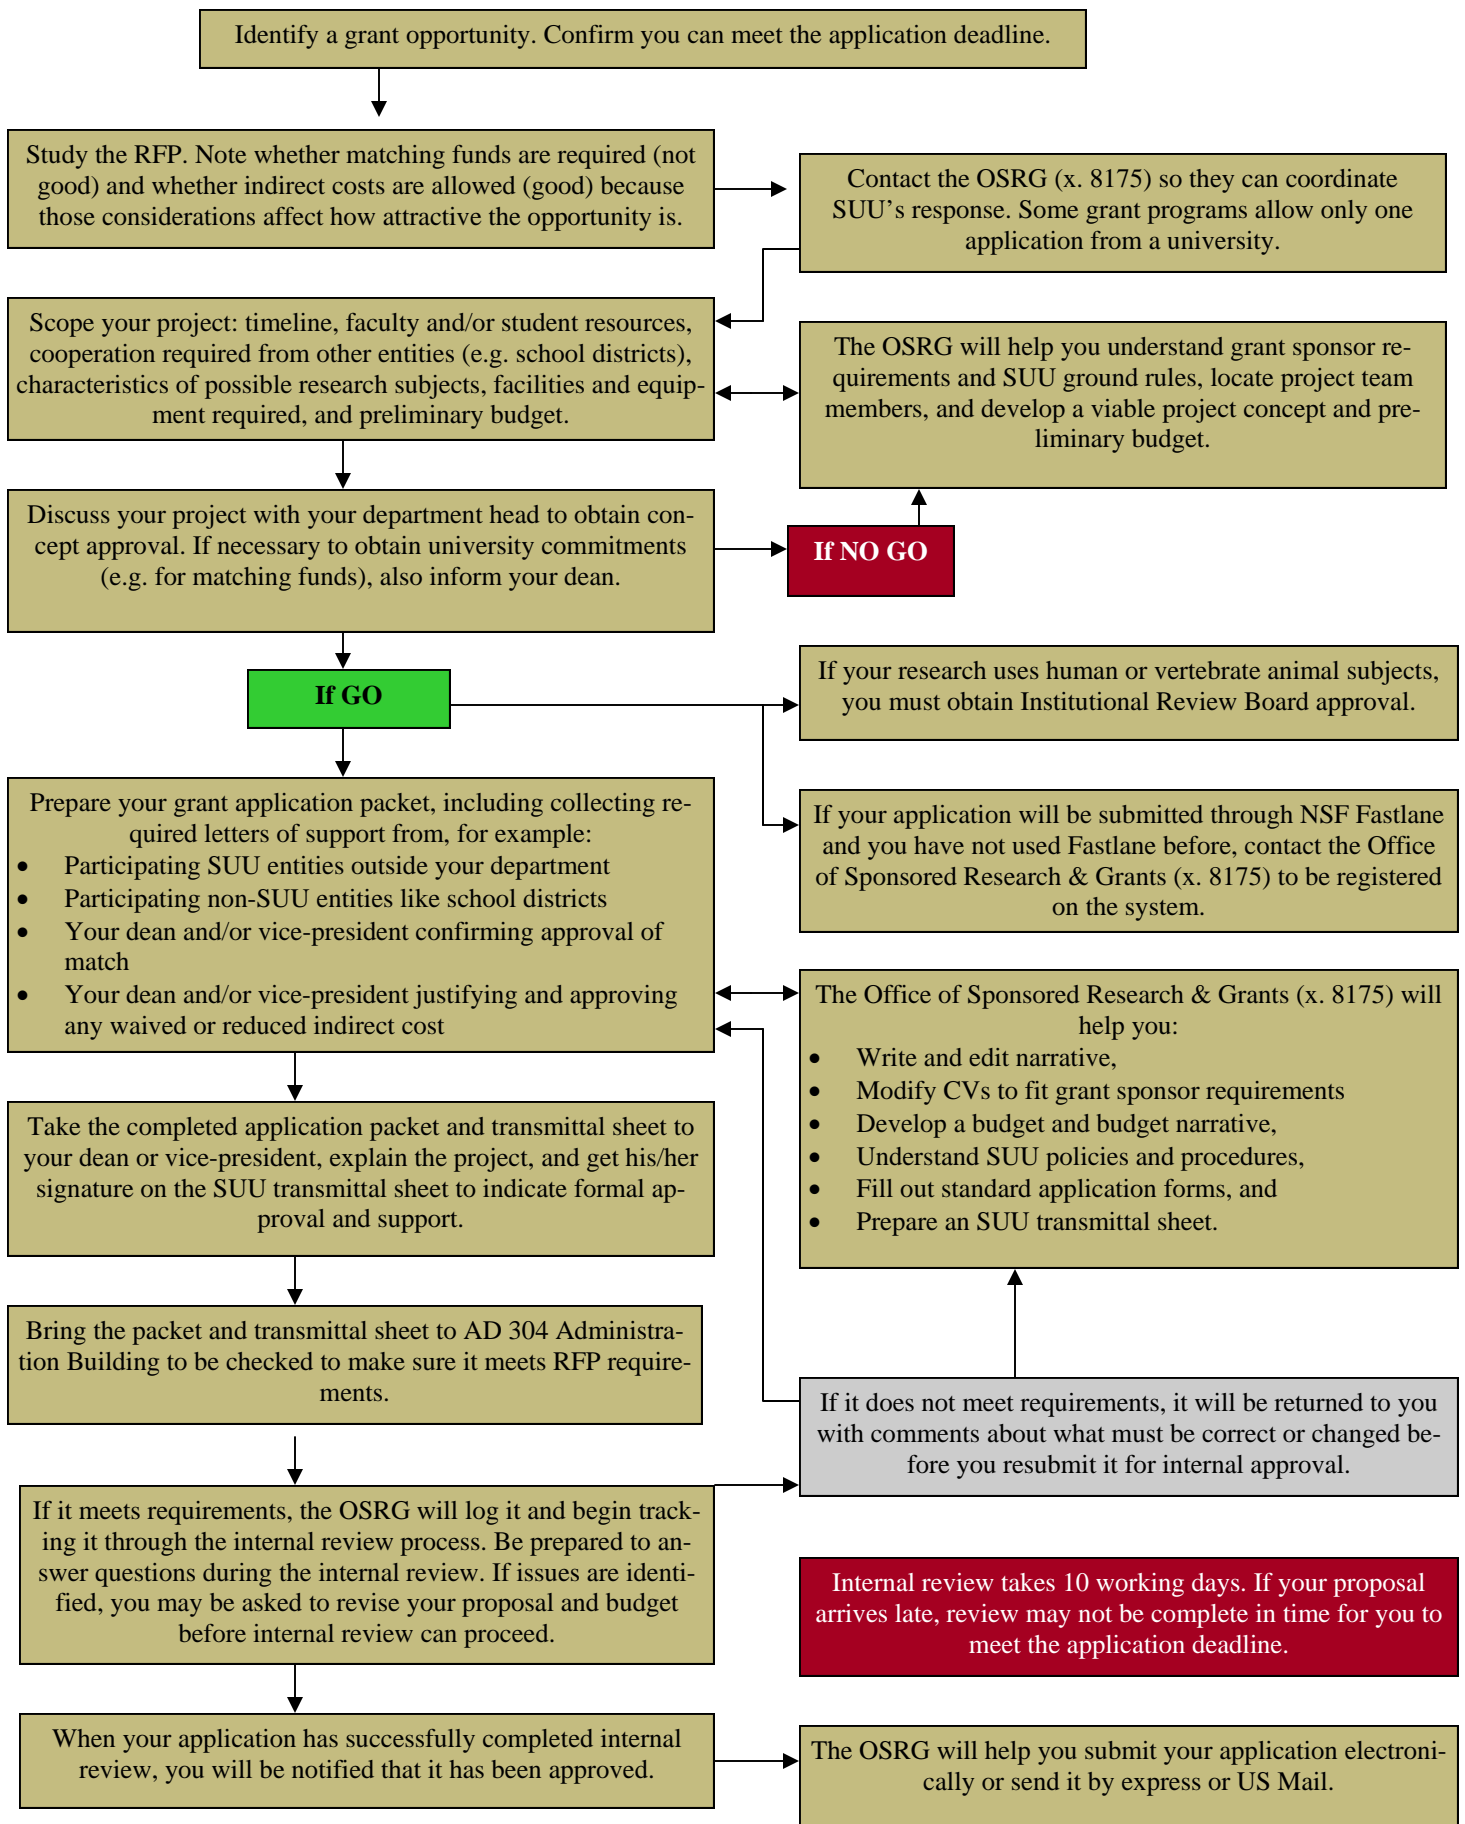 Identify a grant opportunity. Confirm you can meet the application deadline.
Study the RFP. Note whether matching funds are required (not
good) and whether indirect costs are allowed (good) because
those considerations affect how attractive the opportunity is.
Contact the OSRG (x. 8175) so they can coordinate
SUU’s response. Some grant programs allow only one
application from a university.
Scope your project: timeline, faculty and/or student resources,
cooperation required from other entities (e.g. school districts),
characteristics of possible research subjects, facilities and equip-
ment required, and preliminary budget.
The OSRG will help you understand grant sponsor re-
quirements and SUU ground rules, locate project team
members, and develop a viable project concept and pre-
liminary budget.
Discuss your project with your department head to obtain con-
cept approval. If necessary to obtain university commitments
(e.g. for matching funds), also inform your dean.
If NO GO
If GO
If your research uses human or vertebrate animal subjects,
you must obtain Institutional Review Board approval.
If your application will be submitted through NSF Fastlane
and you have not used Fastlane before, contact the Office
of Sponsored Research & Grants (x. 8175) to be registered
on the system.
Prepare your grant application packet, including collecting re-
quired letters of support from, for example:
• Participating SUU entities outside your department
• Participating non-SUU entities like school districts
• Your dean and/or vice-president confirming approval of
match
• Your dean and/or vice-president justifying and approving
any waived or reduced indirect cost
The Office of Sponsored Research & Grants (x. 8175) will
help you:
• Write and edit narrative,
• Modify CVs to fit grant sponsor requirements
• Develop a budget and budget narrative,
• Understand SUU policies and procedures,
• Fill out standard application forms, and
• Prepare an SUU transmittal sheet.
Take the completed application packet and transmittal sheet to
your dean or vice-president, explain the project, and get his/her
signature on the SUU transmittal sheet to indicate formal ap-
proval and support.
Bring the packet and transmittal sheet to AD 304 Administra-
tion Building to be checked to make sure it meets RFP require-
ments.
If it does not meet requirements, it will be returned to you
with comments about what must be correct or changed be-
fore you resubmit it for internal approval.
If it meets requirements, the OSRG will log it and begin track-
ing it through the internal review process. Be prepared to an-
swer questions during the internal review. If issues are identi-
fied, you may be asked to revise your proposal and budget
before internal review can proceed.
Internal review takes 10 working days. If your proposal
arrives late, review may not be complete in time for you to
meet the application deadline.
When your application has successfully completed internal
review, you will be notified that it has been approved.
The OSRG will help you submit your application electroni-
cally or send it by express or US Mail.